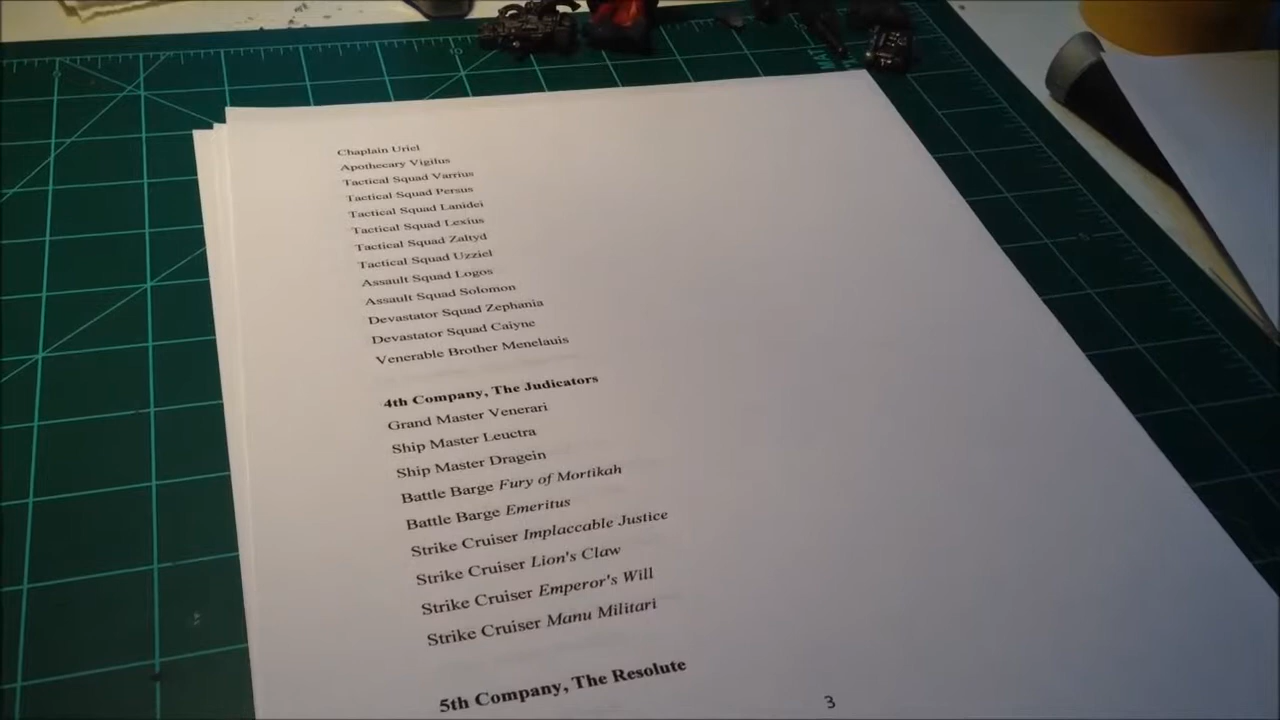 Chaplain Uriel
Apothecary Vigilus
Tactical Squad Varrius
Tactical Squad Persus
Tactical Squad Lanidei
Tactical Squad Lexius
Tactical Squad Zaltyd
Tactical Squad Uzziel
Assault Squad Logos
Assault Squad Solomon
Devastator Squad Zephania
Devastator Squad Caiyne
Venerable Brother Menelauis
4th Company, The Judicators
Grand Master Venerari
Ship Master Leuctra
Ship Master Dragein
Battle Barge Fury of Mortikah
Battle Barge Emeritus
Strike Cruiser Implaccable Justice
Strike Cruiser Lion's Claw
Strike Cruiser Emperor's Will
Strike Cruiser Manu Militari
5th Company, The Resolute
3